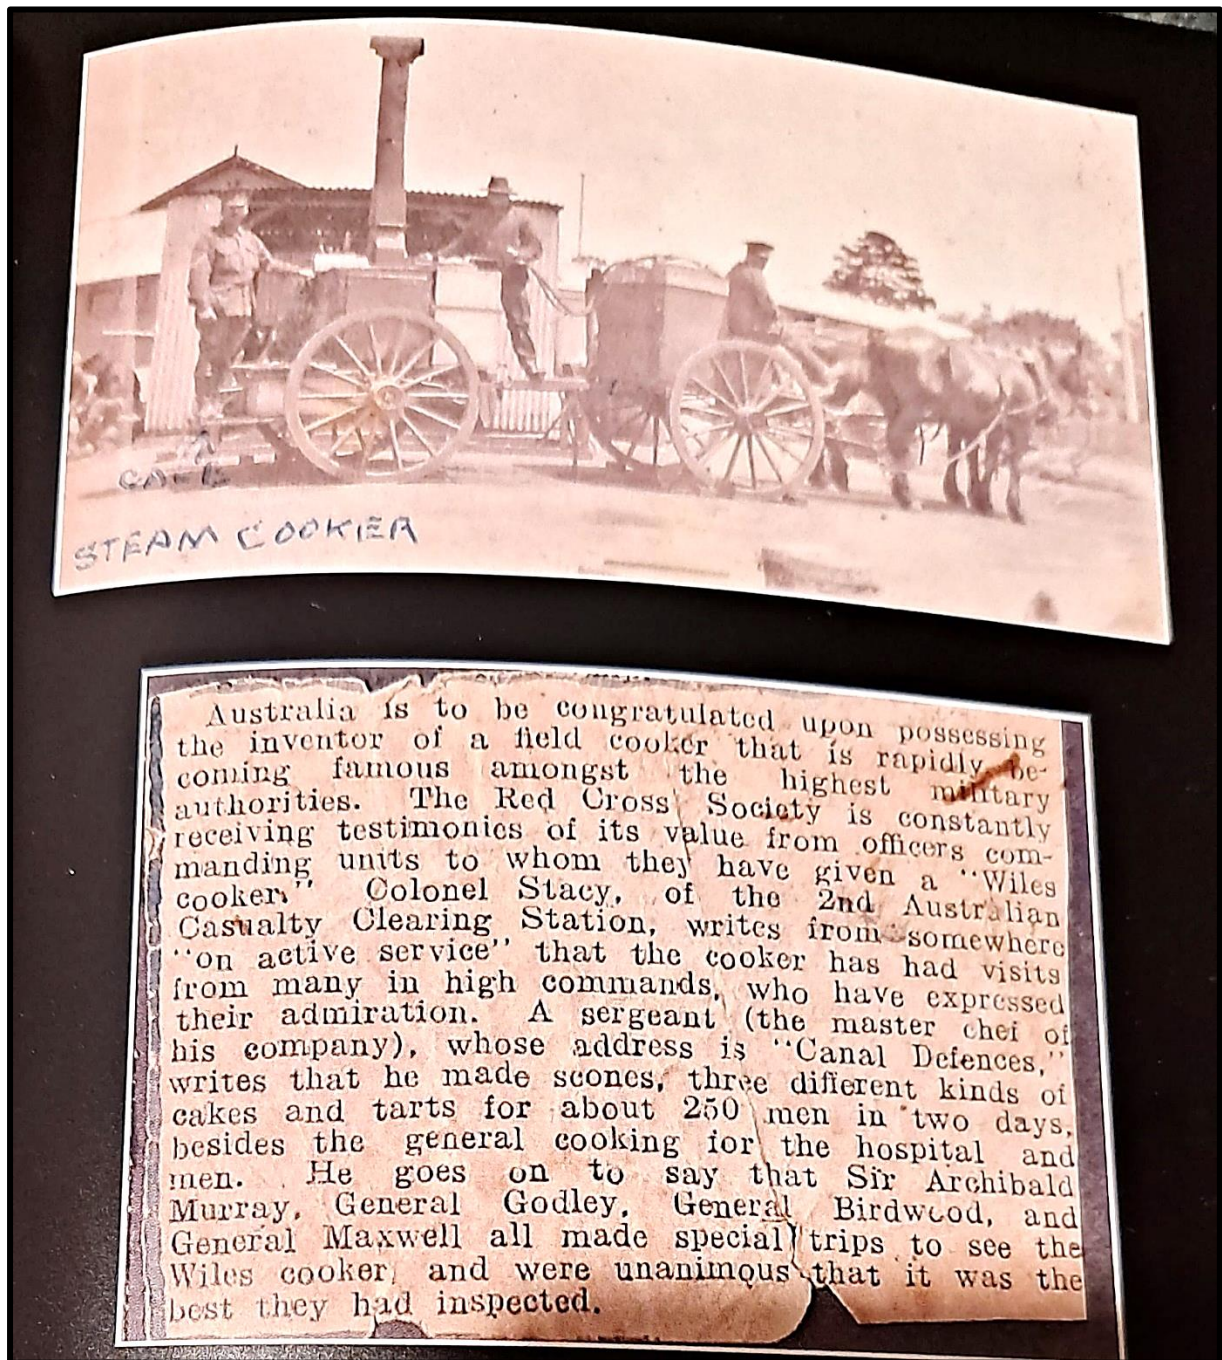 STEAM COOKER
Australia is to be congratulated upon possessing
the inventor of a field cooker that is rapidly be-
coming famous amongst the highest military
authorities. The Red Cross Society is constantly
receiving testimonies of its value from officers com-
manding units to whom they have given a "Wiles
cooker." Colonel Stacy, of the 2nd Australian
Casualty Clearing Station, writes from somewhere
"on active service" that the cooker has had visits
from many in high commands, who have expressed
their admiration. A sergeant (the master chef of
his company), whose address is "Canal Defences,"
writes that he made scones, three different kinds of
cakes and tarts for about 250 men in two days,
besides the general cooking for the hospital and
men. He goes on to say that Sir Archibald
Murray, General Godley, General Birdwood, and
General Maxwell all made special trips to see the
Wiles cooker, and were unanimous that it was the
best they had inspected.